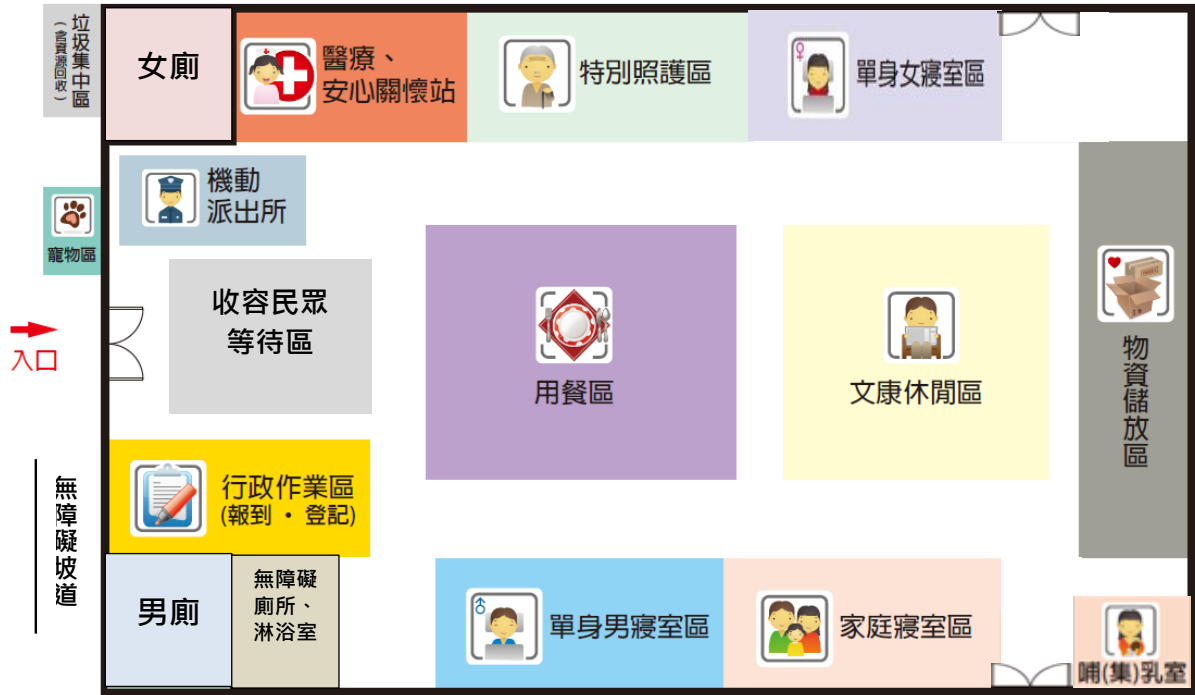 垃圾集中區
(含資源回收)
女廁
醫療、
安心關懷站
特別照護區
單身女寢室區
機動
派出所
寵物區
收容民眾
等待區
入口
用餐區
文康休閒區
物資儲放區
行政作業區
(報到 ・ 登記)
無障礙坡道
男廁
無障礙
廁所、
淋浴室
單身男寢室區
家庭寢室區
哺(集)乳室